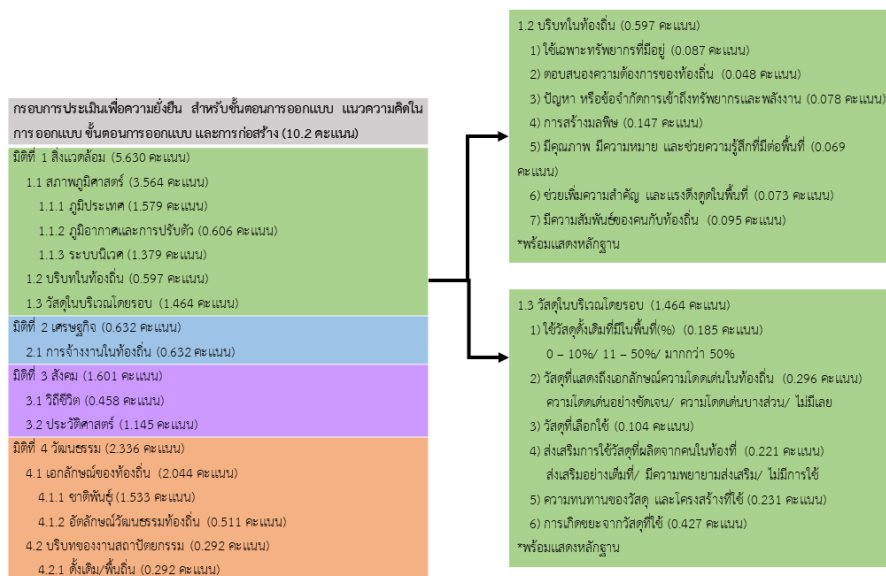 กรอบการประเมินเพื่อความยั่งยืน สำหรับขั้นตอนการออกแบบ แนวความคิดใน
การออกแบบ ขั้นตอนการออกแบบ และการก่อสร้าง (10.2 คะแนน)
มิติที่ 1 สิ่งแวดล้อม (5.630 คะแนน)
1.1 สภาพภูมิศาสตร์ (3.564 คะแนน)
1.1.1 ภูมิประเทศ (1.579 คะแนน)
1.1.2 ภูมิอากาศและการปรับตัว (0.606 คะแนน)
1.1.3 ระบบนิเวศ (1.379 คะแนน)
1.2 บริบทในท้องถิ่น (0.597 คะแนน)
1.3 วัสดุในบริเวณโดยรอบ (1.464 คะแนน)
มิติที่ 2 เศรษฐกิจ (0.632 คะแนน)
2.1 การจ้างงานในท้องถิ่น (0.632 คะแนน)
มิติที่ 3 สังคม (1.601 คะแนน)
3.1 วิถีชีวิต (0.458 คะแนน)
3.2 ประวัติศาสตร์ (1.145 คะแนน)
มิติที่ 4 วัฒนธรรม (2.336 คะแนน)
4.1 เอกลักษณ์ของท้องถิ่น (2.044 คะแนน)
4.1.1 ชาติพันธุ์ (1.533 คะแนน)
4.1.2 อัตลักษณ์วัฒนธรรมท้องถิ่น (0.511 คะแนน)
4.2 บริบทของงานสถาปัตยกรรม (0.292 คะแนน)
4.2.1 ดั้งเดิม/พื้นถิ่น (0.292 คะแนน)
1.2 บริบทในท้องถิ่น (0.597 คะแนน)
1) ใช้เฉพาะทรัพยากรที่มีอยู่ (0.087 คะแนน)
2) ตอบสนองความต้องการของท้องถิ่น (0.048 คะแนน)
3) ปัญหา หรือข้อจำกัดการเข้าถึงทรัพยากรและพลังงาน (0.078 คะแนน)
4) การสร้างมลพิษ (0.147 คะแนน)
5) มีคุณภาพ มีความหมาย และช่วยความรู้สึกที่มีต่อพื้นที่ (0.069
คะแนน)
6) ช่วยเพิ่มความสำคัญ และแรงดึงดูดในพื้นที่ (0.073 คะแนน)
7) มีความสัมพันธ์ของคนกับท้องถิ่น (0.095 คะแนน)
*พร้อมแสดงหลักฐาน
1.3 วัสดุในบริเวณโดยรอบ (1.464 คะแนน)
1) ใช้วัสดุดั้งเดิมที่มีในพื้นที่(%) (0.185 คะแนน)
0 – 10%/ 11 – 50%/ มากกว่า 50%
2) วัสดุที่แสดงถึงเอกลักษณ์ความโดดเด่นในท้องถิ่น (0.296 คะแนน)
ความโดดเด่นอย่างชัดเจน/ ความโดดเด่นบางส่วน/ ไม่มีเลย
3) วัสดุที่เลือกใช้ (0.104 คะแนน)
4) ส่งเสริมการใช้วัสดุที่ผลิตจากคนในท้องที่ (0.221 คะแนน)
ส่งเสริมอย่างเต็มที่/ มีความพยายามส่งเสริม/ ไม่มีการใช้
5) ความทนทานของวัสดุ และโครงสร้างที่ใช้ (0.231 คะแนน)
6) การเกิดขยะจากวัสดุที่ใช้ (0.427 คะแนน)
*พร้อมแสดงหลักฐาน